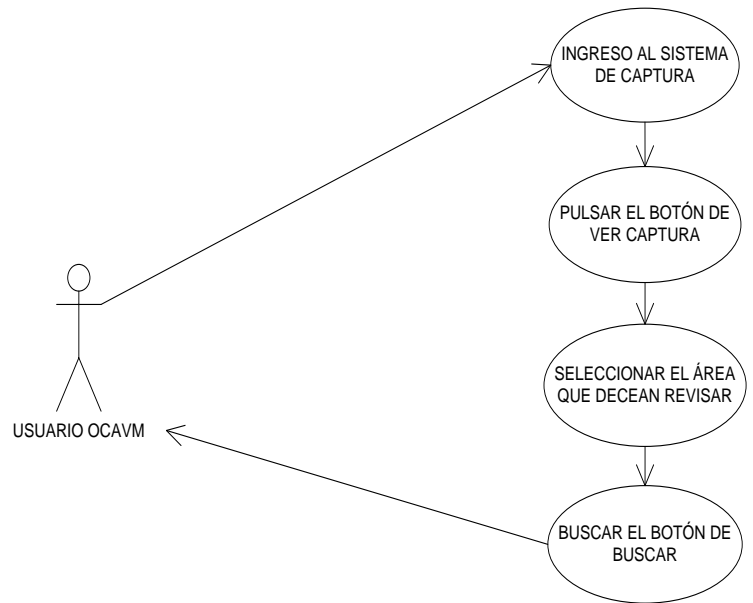 INGRESO AL SISTEMA
DE CAPTURA
PULSAR EL BOTÓN DE
VER CAPTURA
SELECCIONAR EL ÁREA
QUE DECEAN REVISAR
USUARIO OCAVM
BUSCAR EL BOTÓN DE
BUSCAR